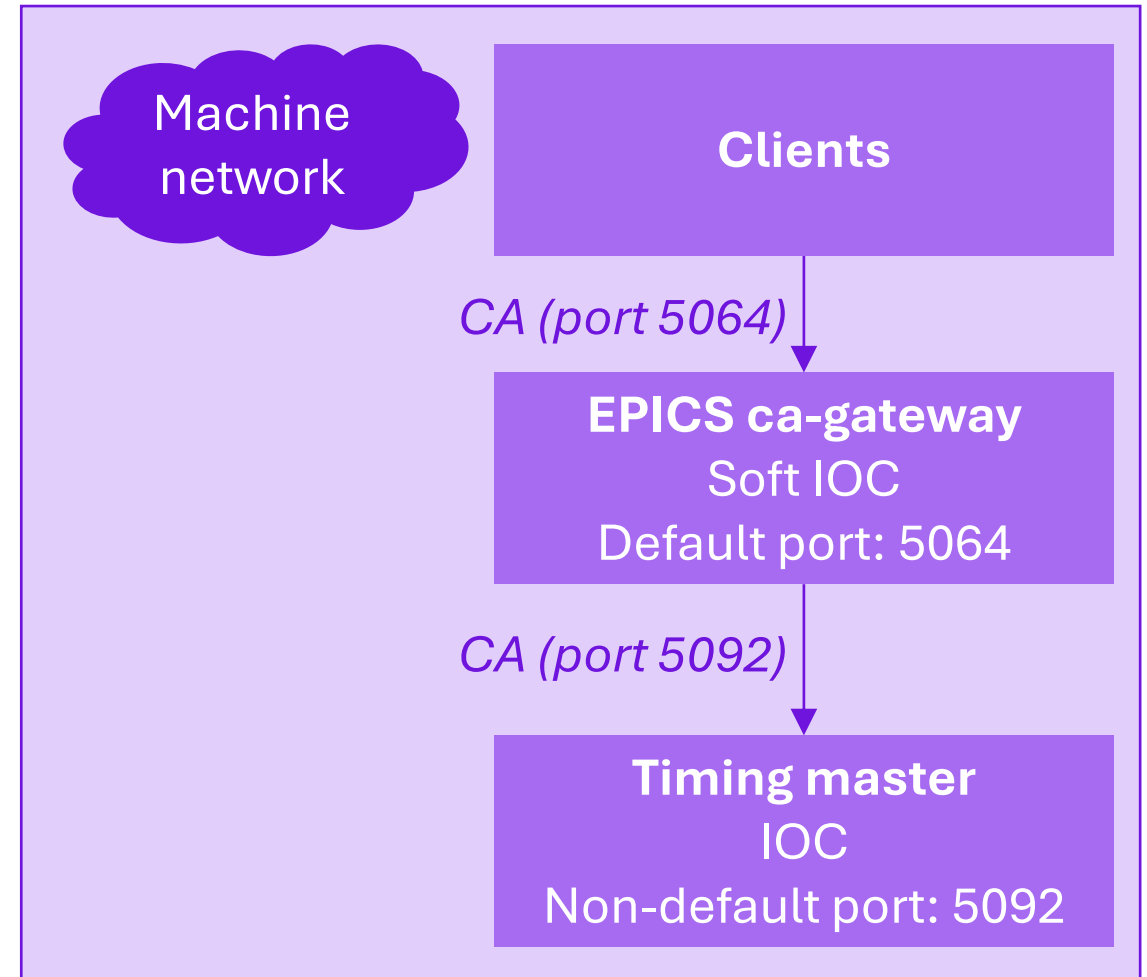 Machine
network
Clients
CA (port 5064)
EPICS ca-gateway
Soft IOC
Default port: 5064
CA (port 5092)
Timing master
IOC
Non-default port: 5092